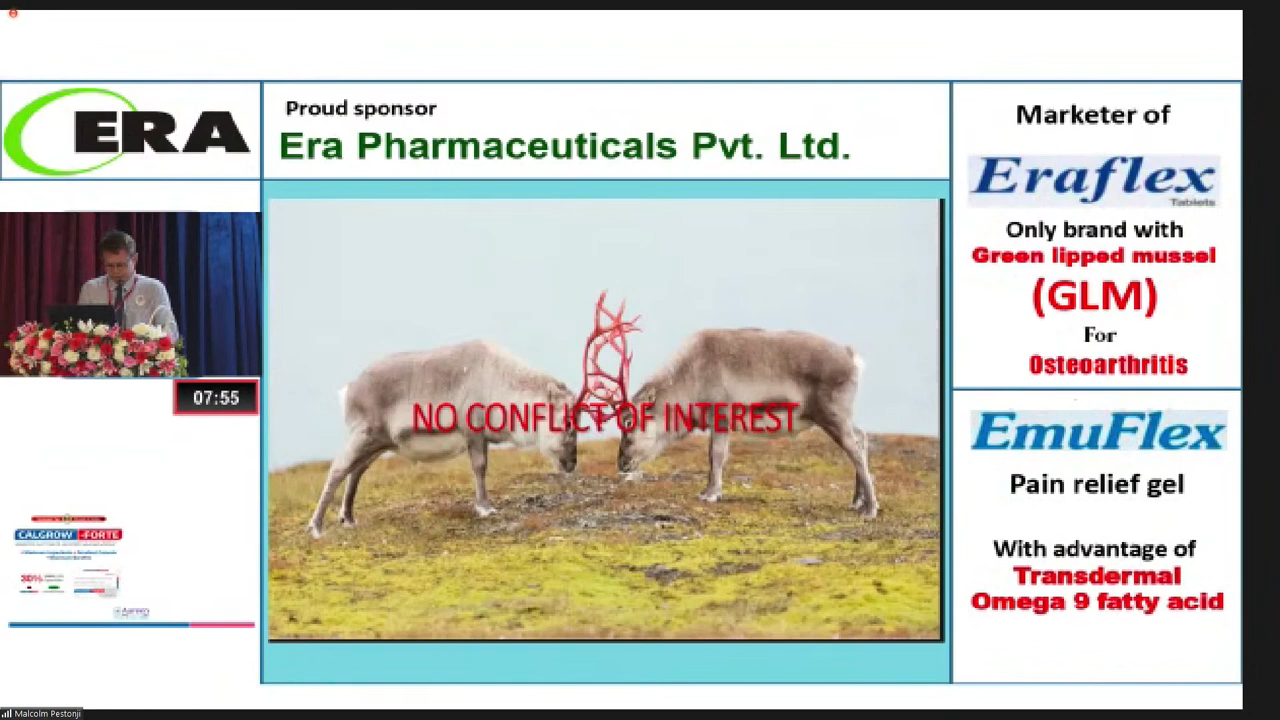 ERA
Proud sponsor
Era Pharmaceuticals Pvt. Ltd.
NO CONFLICT OF INTEREST
07:55
CALGROW -FORTE
30%
Marketer of
Eraflex
Tablets
Only brand with
Green lipped mussel
(GLM)
For
Osteoarthritis
EmuFlex
Pain relief gel
With advantage of
Transdermal
Omega 9 fatty acid
Malcolm Pestonji